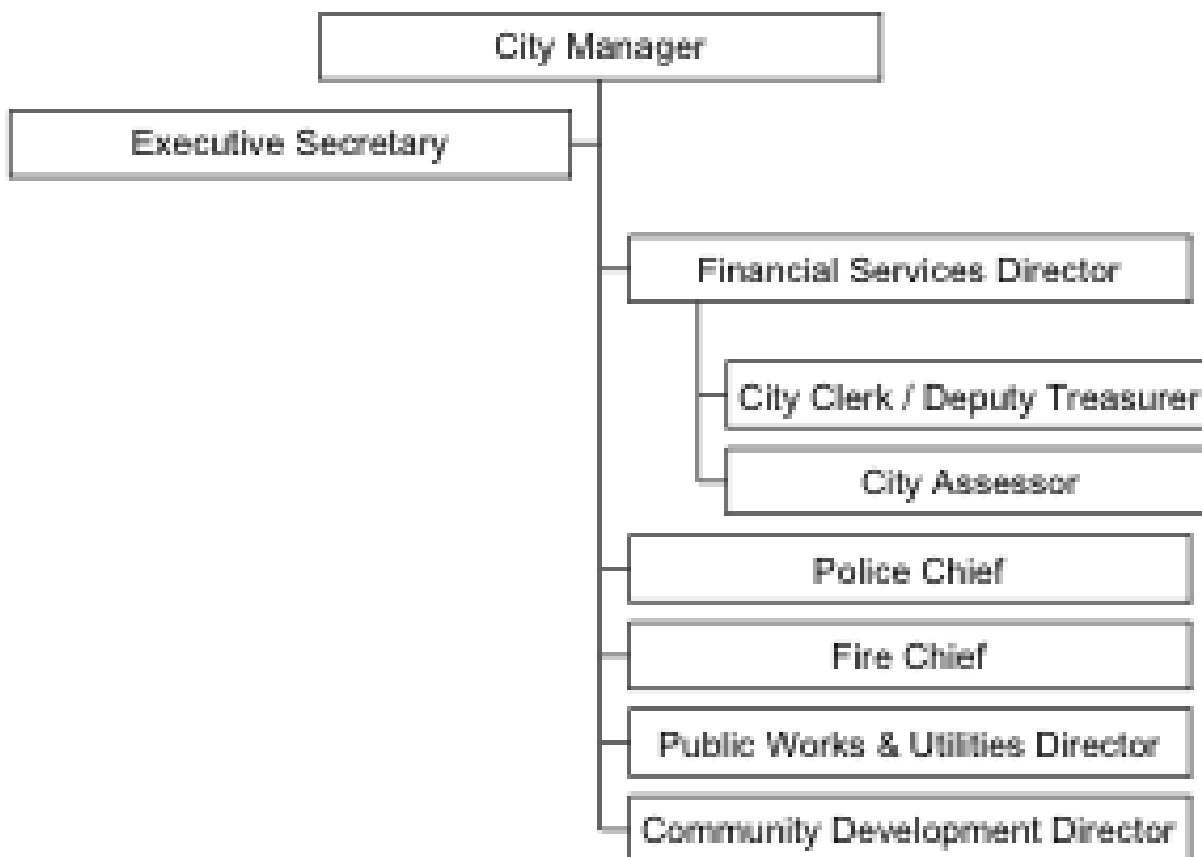 City Manager
Executive Secretary
Financial Services Director
City Clerk / Deputy Treasurer
City Assessor
Police Chief
Fire Chief
Public Works & Utilities Director
Community Development Director